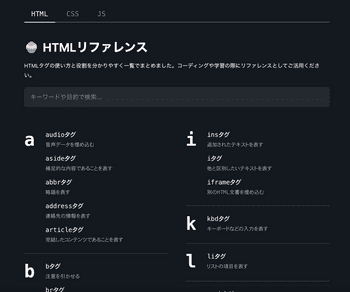 HTML CSS JS
HTMLリファレンス
HTMLタグの使い方と役割を分かりやすく一覧でまとめました。コーディングや学習の際にリファレンスとしてご活用くださ
い。
キーワードや目的で検索...
a
audioタグ
音声データを埋め込む
asideタグ
補足的な内容であることを表す
abbrタグ
略語を表す
addressタグ
連絡先の情報を表す
articleタグ
完結したコンテンツであることを表す
b
bタグ
注意を引かせる
brタグ
i
insタグ
追加されたテキストを表す
iタグ
他と区別したいテキストを表す
iframeタグ
別のHTML文書を埋め込む
k
kbdタグ
キーボードなどの入力を表す
l
liタグ
リストの項目を表す